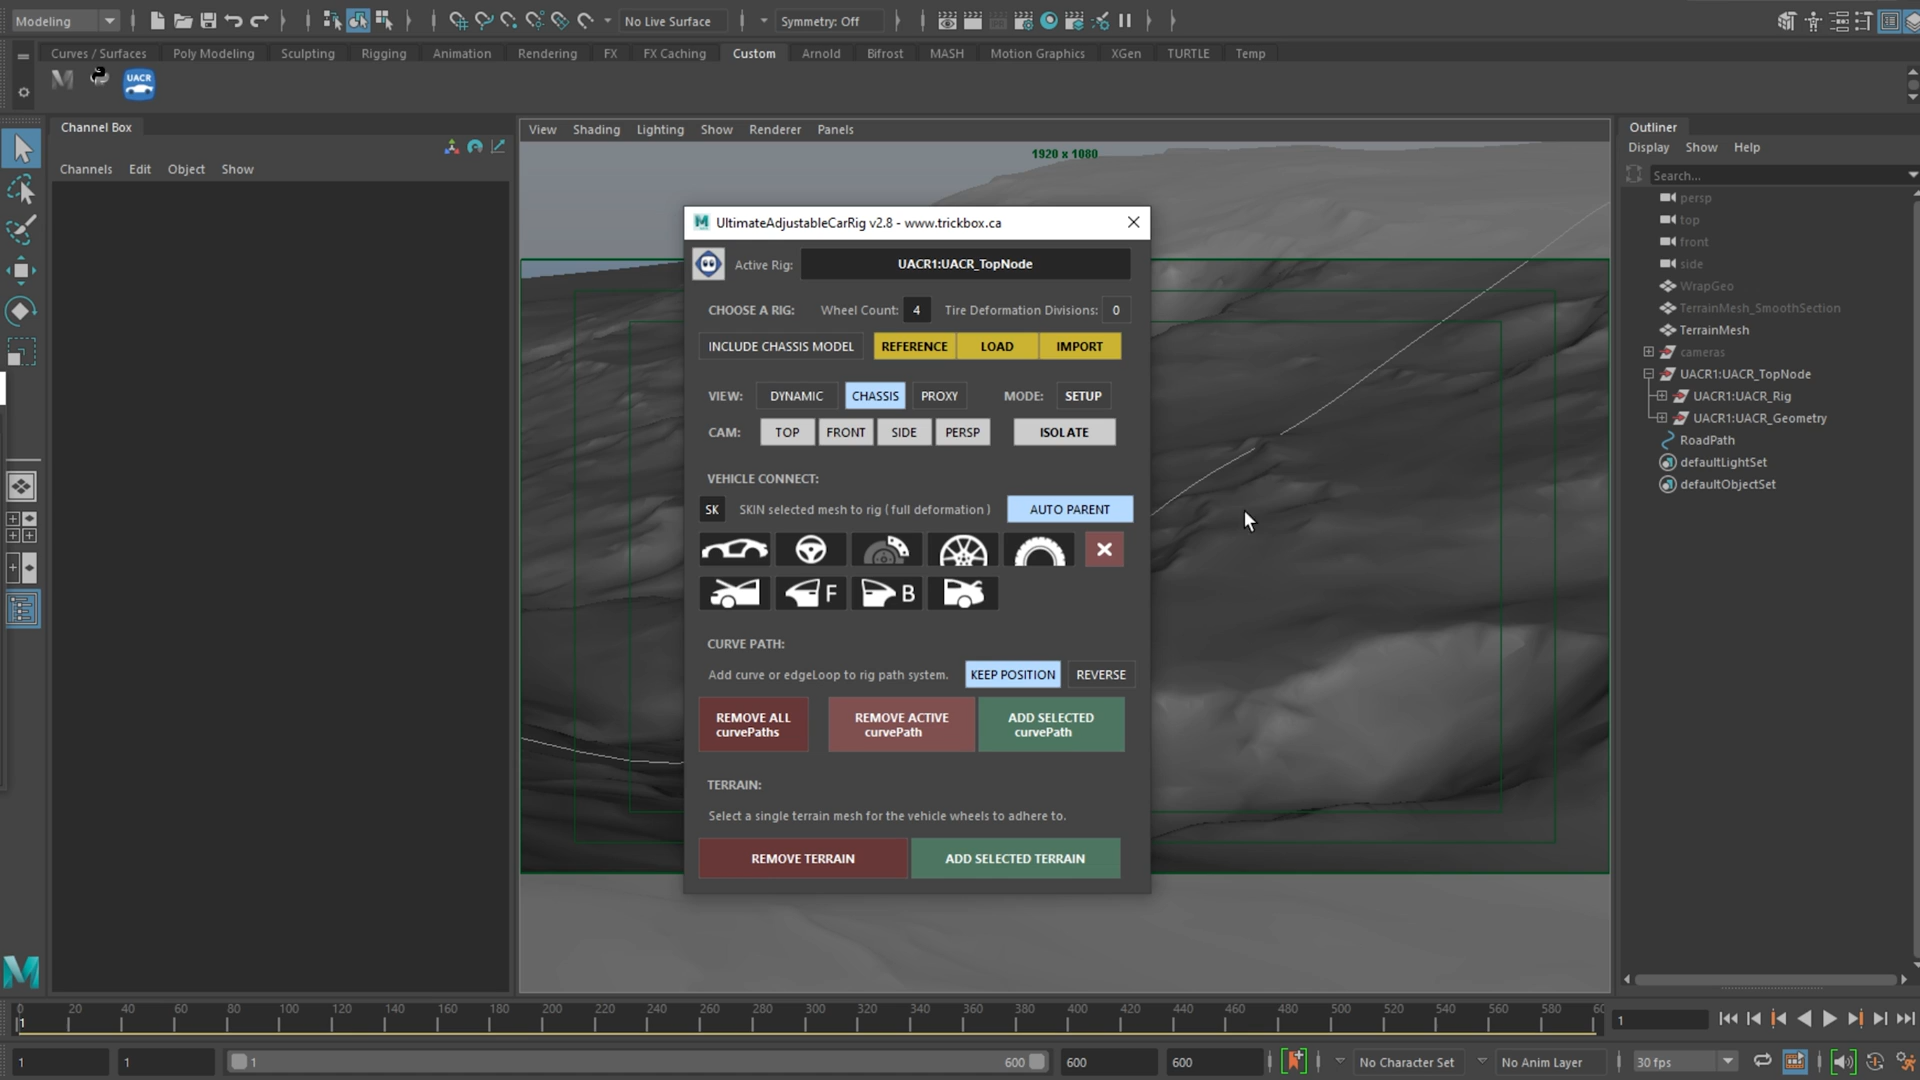 Modeling
No Live Surface
Symmetry: Off
Curves / Surfaces
Poly Modeling
Sculpting
Rigging
Animation
Rendering
FX
FX Caching
Custom
Arnold
Bifrost
MASH
Motion Graphics
XGen
TURTLE
Temp
UACR
Channel Box
Channels
Edit
Object
Show
View
Shading
Lighting
Show
Renderer
Panels
1920 x 1080
UltimateAdjustableCarRig v2.8 - www.trickbox.ca
Active Rig:
UACR1:UACR_TopNode
CHOOSE A RIG:
Wheel Count: 4
Tire Deformation Divisions: 0
INCLUDE CHASSIS MODEL
REFERENCE
LOAD
IMPORT
VIEW:
DYNAMIC
CHASSIS
PROXY
MODE:
SETUP
CAM:
TOP
FRONT
SIDE
PERSP
ISOLATE
VEHICLE CONNECT:
SK
SKIN selected mesh to rig ( full deformation )
AUTO PARENT
F
B
CURVE PATH:
Add curve or edgeLoop to rig path system.
KEEP POSITION
REVERSE
REMOVE ALL
curvePaths
REMOVE ACTIVE
curvePath
ADD SELECTED
curvePath
TERRAIN:
Select a single terrain mesh for the vehicle wheels to adhere to.
REMOVE TERRAIN
ADD SELECTED TERRAIN
Outliner
Display
Show
Help
Search...
persp
top
front
side
WrapGeo
TerrainMesh_SmoothSection
TerrainMesh
cameras
UACR1:UACR_TopNode
UACR1:UACR_Rig
UACR1:UACR_Geometry
RoadPath
defaultLightSet
defaultObjectSet
0 20 40 60 80 100 120 140 160 180 200 220 240 260 280 300 320 340 360 380 400 420 440 460 480 500 520 540 560 580 60
1
1
1
1
1
600
600
600
No Character Set
No Anim Layer
30 fps